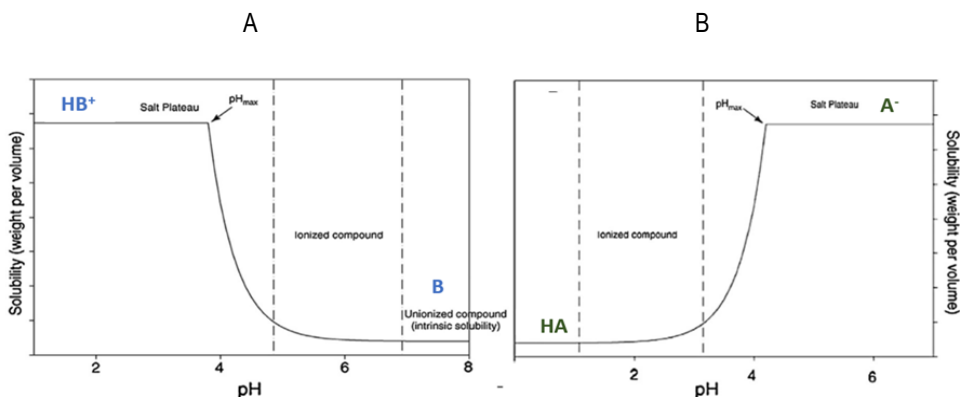 A
HB⁺
Salt Plateau
pHmax
Ionized compound
B
Unionized compound
(intrinsic solubility)
Solubility (weight per volume)
2
4
6
8
pH
B
pHmax
Salt Plateau
A⁻
Ionized compound
HA
Solubility (weight per volume)
2
4
6
pH